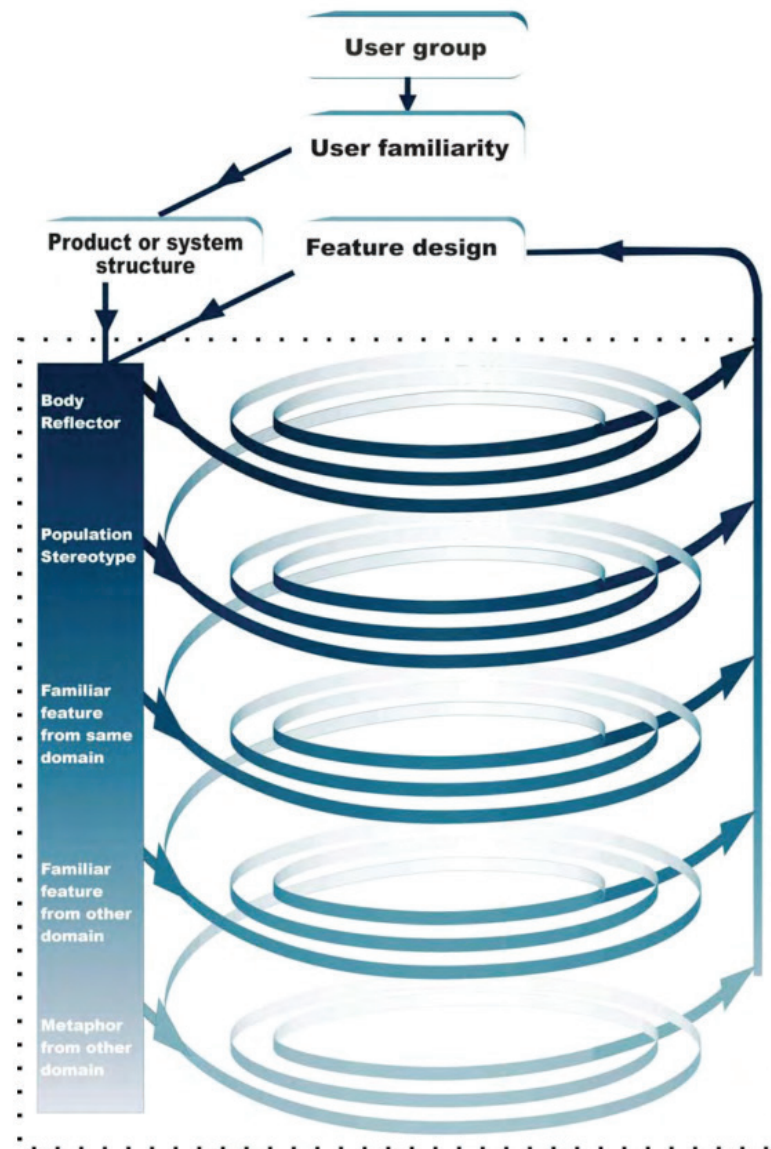 User group
User familiarity
Product or system
structure
Feature design
Body
Reflector
Population
Stereotype
Familiar
feature
from same
domain
Familiar
feature
from other
domain
Metaphor
from other
domain